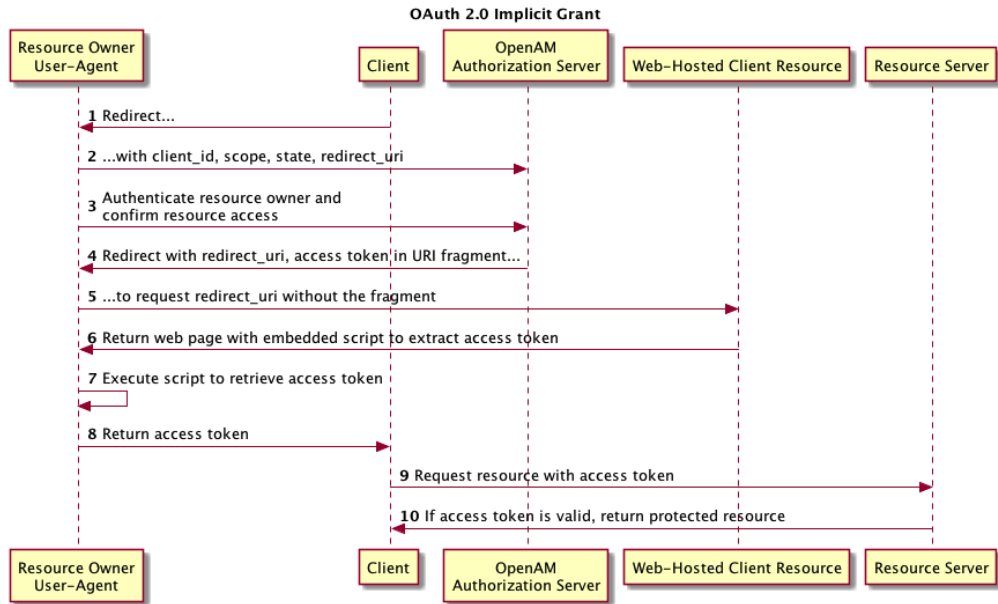 OAuth 2.0 Implicit Grant
Resource Owner
User-Agent
Client
OpenAM
Authorization Server
Web-Hosted Client Resource
Resource Server
1 Redirect...
2 ...with client_id, scope, state, redirect_uri
3 Authenticate resource owner and
confirm resource access
4 Redirect with redirect_uri, access token in URI fragment...
5 ...to request redirect_uri without the fragment
6 Return web page with embedded script to extract access token
7 Execute script to retrieve access token
8 Return access token
9 Request resource with access token
10 If access token is valid, return protected resource
Resource Owner
User-Agent
Client
OpenAM
Authorization Server
Web-Hosted Client Resource
Resource Server